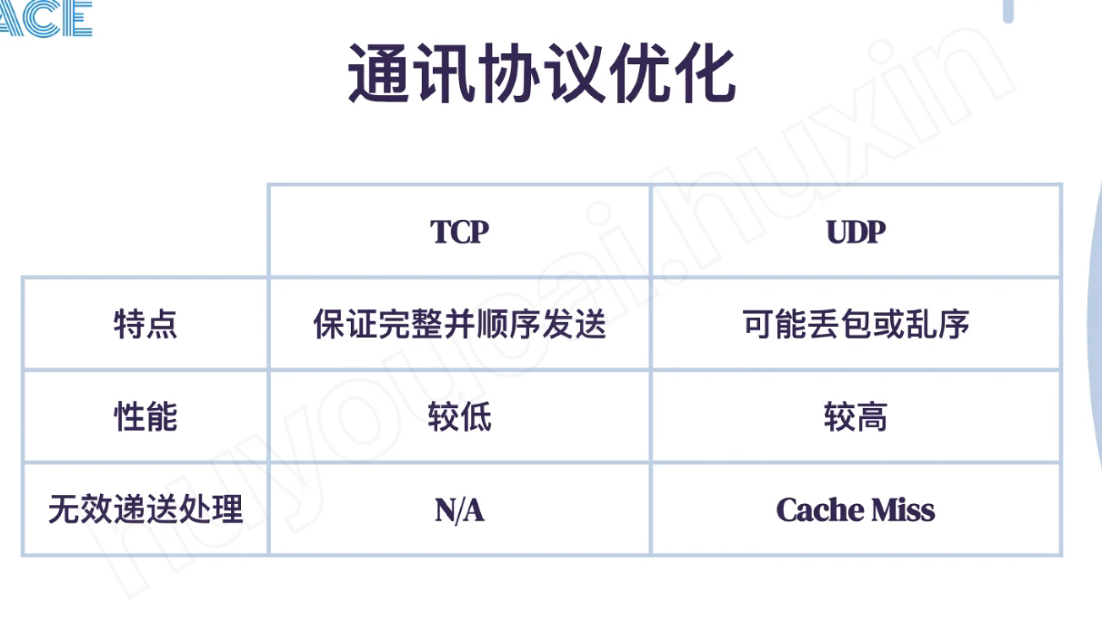 ACE
通讯协议优化
TCP UDP
特点 保证完整并顺序发送 可能丢包或乱序
性能 较低 较高
无效递送处理 N/A Cache Miss
huyouoai.huxin